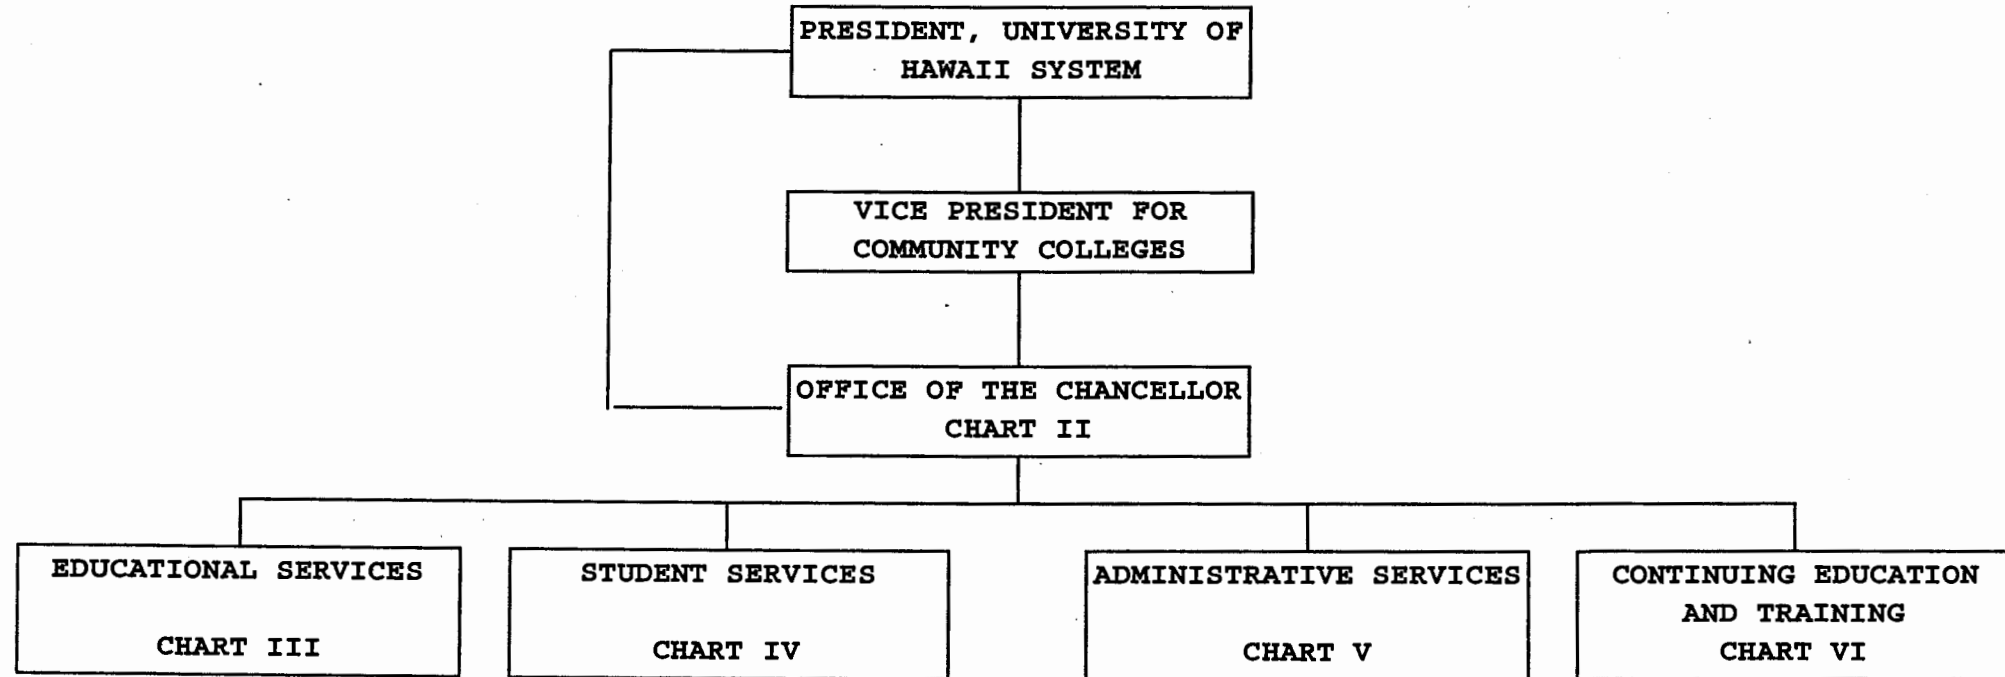 PRESIDENT, UNIVERSITY OF
HAWAII SYSTEM
VICE PRESIDENT FOR
COMMUNITY COLLEGES
OFFICE OF THE CHANCELLOR
CHART II
EDUCATIONAL SERVICES
CHART III
STUDENT SERVICES
CHART IV
ADMINISTRATIVE SERVICES
CHART V
CONTINUING EDUCATION
AND TRAINING
CHART VI